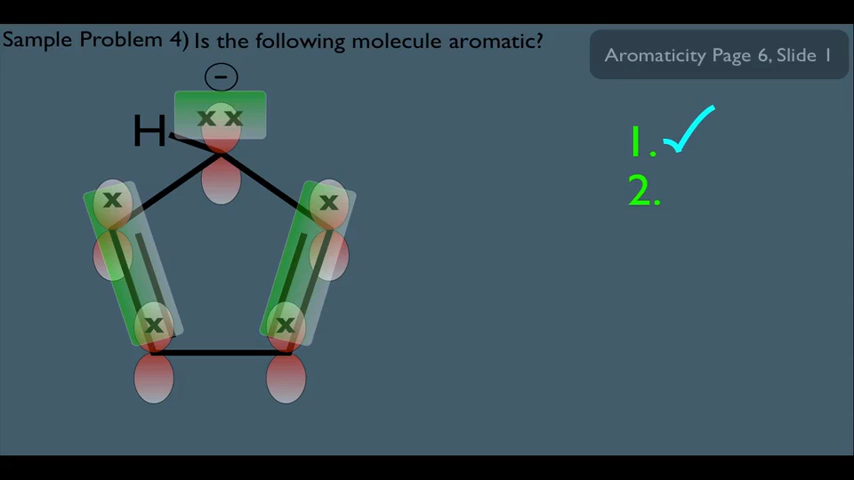 Sample Problem 4) Is the following molecule aromatic?
Aromaticity Page 6, Slide 1
−
x x
H
x x
x x
1.
2.